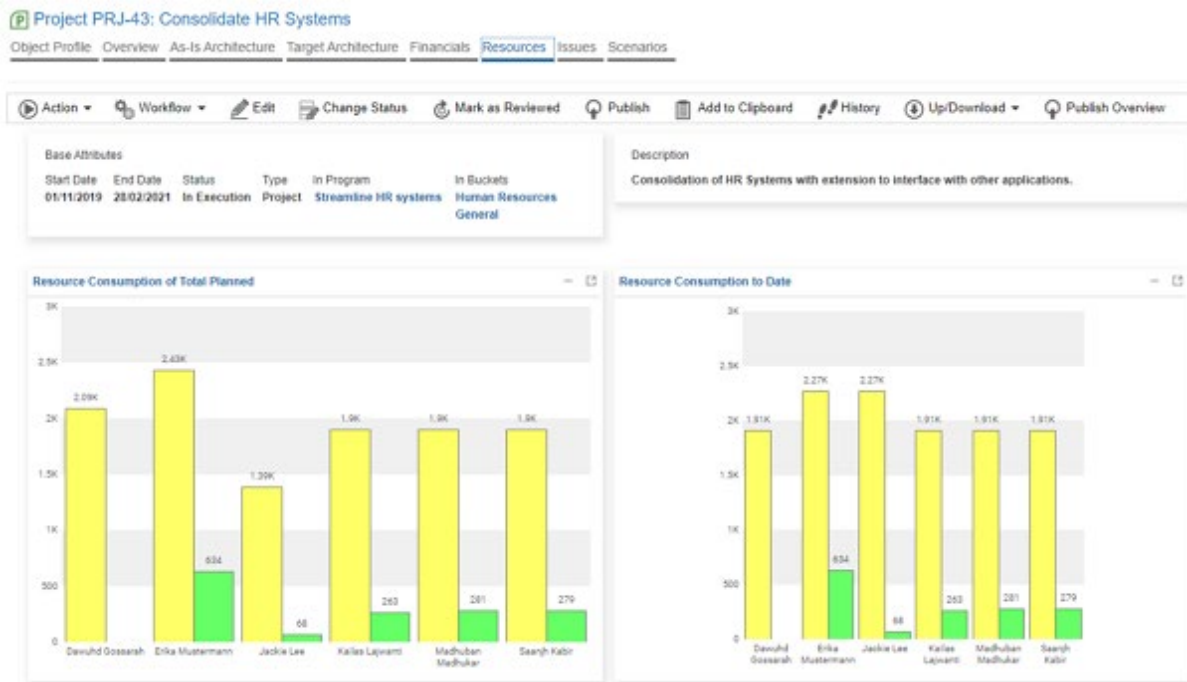 Project PRJ-43: Consolidate HR Systems
Object Profile Overview As-Is Architecture Target Architecture Financials Resources Issues Scenarios
Action Workflow Edit Change Status Mark as Reviewed Publish Add to Clipboard History Up/Download Publish Overview
Base Attributes
Start Date End Date Status Type In Program In Buckets
01/11/2019 28/02/2021 In Execution Project Streamline HR systems Human Resources
General
Description
Consolidation of HR Systems with extension to interface with other applications.
Resource Consumption of Total Planned
3K
2.5K
2K
1.5K
1K
500
0
2.09K
2.43K
634
1.39K
68
1.9K
263
1.9K
281
1.9K
279
Dawuhd Gossarah Erika Mustermann Jackie Lee Kailas Lajwanti Madhuban Saanjh Kabir
Madhukar
Resource Consumption to Date
3K
2.5K
2K
1.5K
1K
500
0
1.91K
2.27K
634
2.27K
68
1.91K
263
1.91K
281
1.91K
279
Dawuhd Erika Jackie Lee Kailas Madhuban Saanjh
Gossarah Mustermann Lajwanti Madhukar Kabir